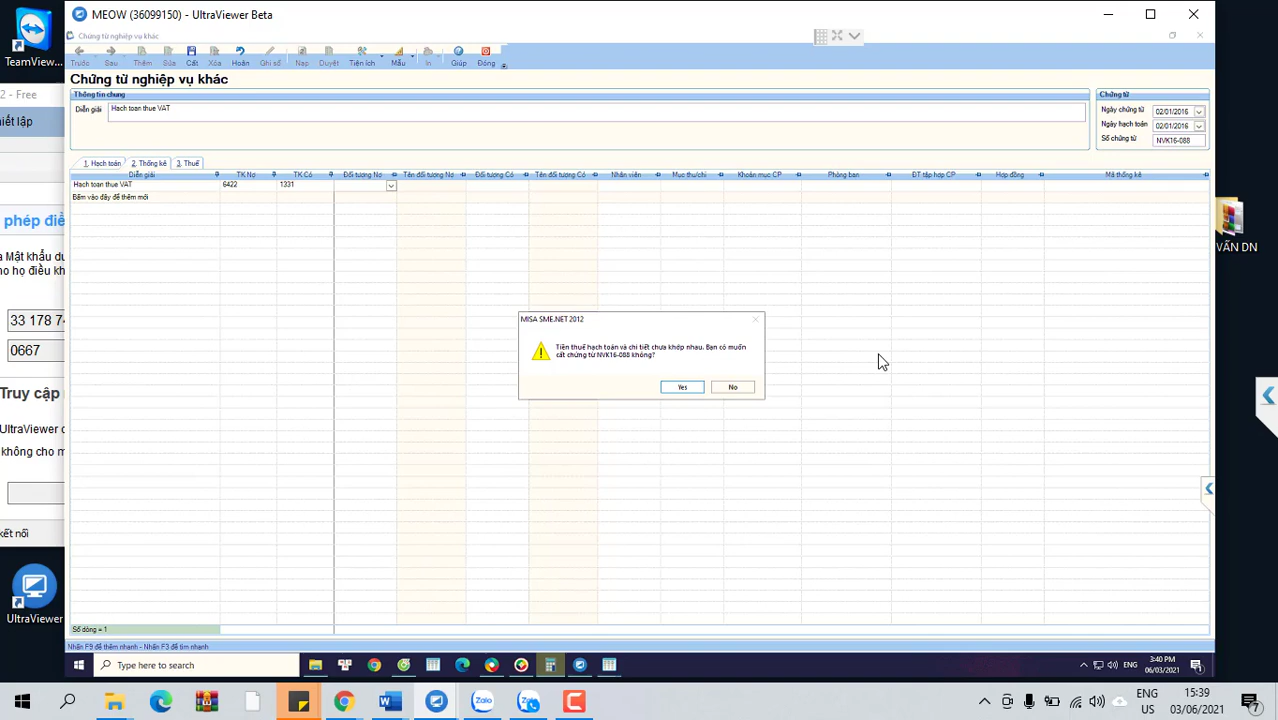 MEOW (36099150) - UltraViewer Beta
Chứng từ nghiệp vụ khác
Trước Sau Thêm Sửa Cất Xóa Hoãn Ghi sổ Nạp Duyệt Tiện ích Mẫu In Giúp Đóng
Chứng từ nghiệp vụ khác
Thông tin chung
Diễn giải Hach toan thue VAT
Chứng từ
Ngày chứng từ 02/01/2016
Ngày hạch toán 02/01/2016
Số chứng từ NVK16-088
1. Hạch toán 2. Thống kê 3. Thuế
Diễn giải TK Nợ TK Có Đối tượng Nợ Tên đối tượng Nợ Đối tượng Có Tên đối tượng Có Nhân viên Mục thu/chi Khoản mục CP Phòng ban ĐT tập hợp CP Hợp đồng Mã thống kê
Hach toan thue VAT 6422 1331
Bấm vào đây để thêm mới
MISA SME.NET 2012
Tiền thuế hạch toán và chi tiết chưa khớp nhau. Bạn có muốn
cất chứng từ NVK16-088 không?
Yes No
Số dòng = 1
Nhấn F9 để thêm nhanh - Nhấn F3 để tìm nhanh
Type here to search
ENG
3:40 PM
06/03/2021
TeamView...
2 - Free
hiết lập
phép điề
a Mật khẩu dư
ho họ điều kh
33 178 7
0667
Truy cập
UltraViewer c
không cho m
kết nối
UltraViewer
VẤN DN
Zalo
Zalo
ENG
US
05:39
03/06/2021
7